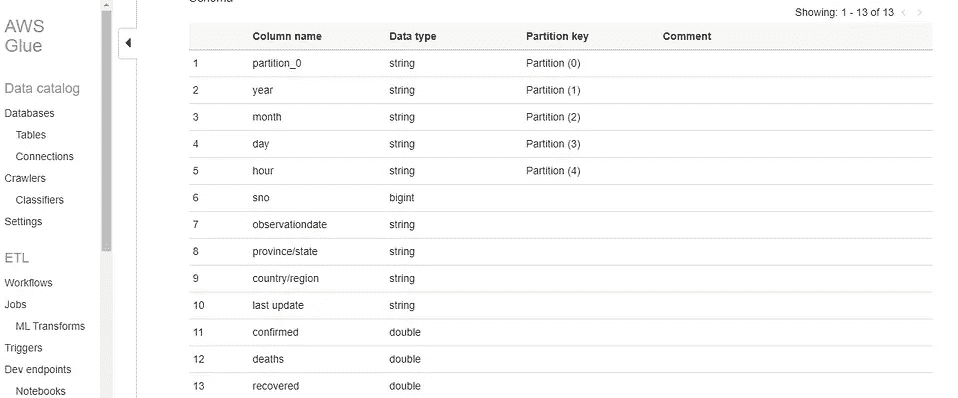 AWS
Glue
Data catalog
Databases
Tables
Connections
Crawlers
Classifiers
Settings
ETL
Workflows
Jobs
ML Transforms
Triggers
Dev endpoints
Notebooks
Schema
Showing: 1 - 13 of 13 < >
Column name Data type Partition key Comment
1 partition_0 string Partition (0)
2 year string Partition (1)
3 month string Partition (2)
4 day string Partition (3)
5 hour string Partition (4)
6 sno bigint
7 observationdate string
8 province/state string
9 country/region string
10 last update string
11 confirmed double
12 deaths double
13 recovered double